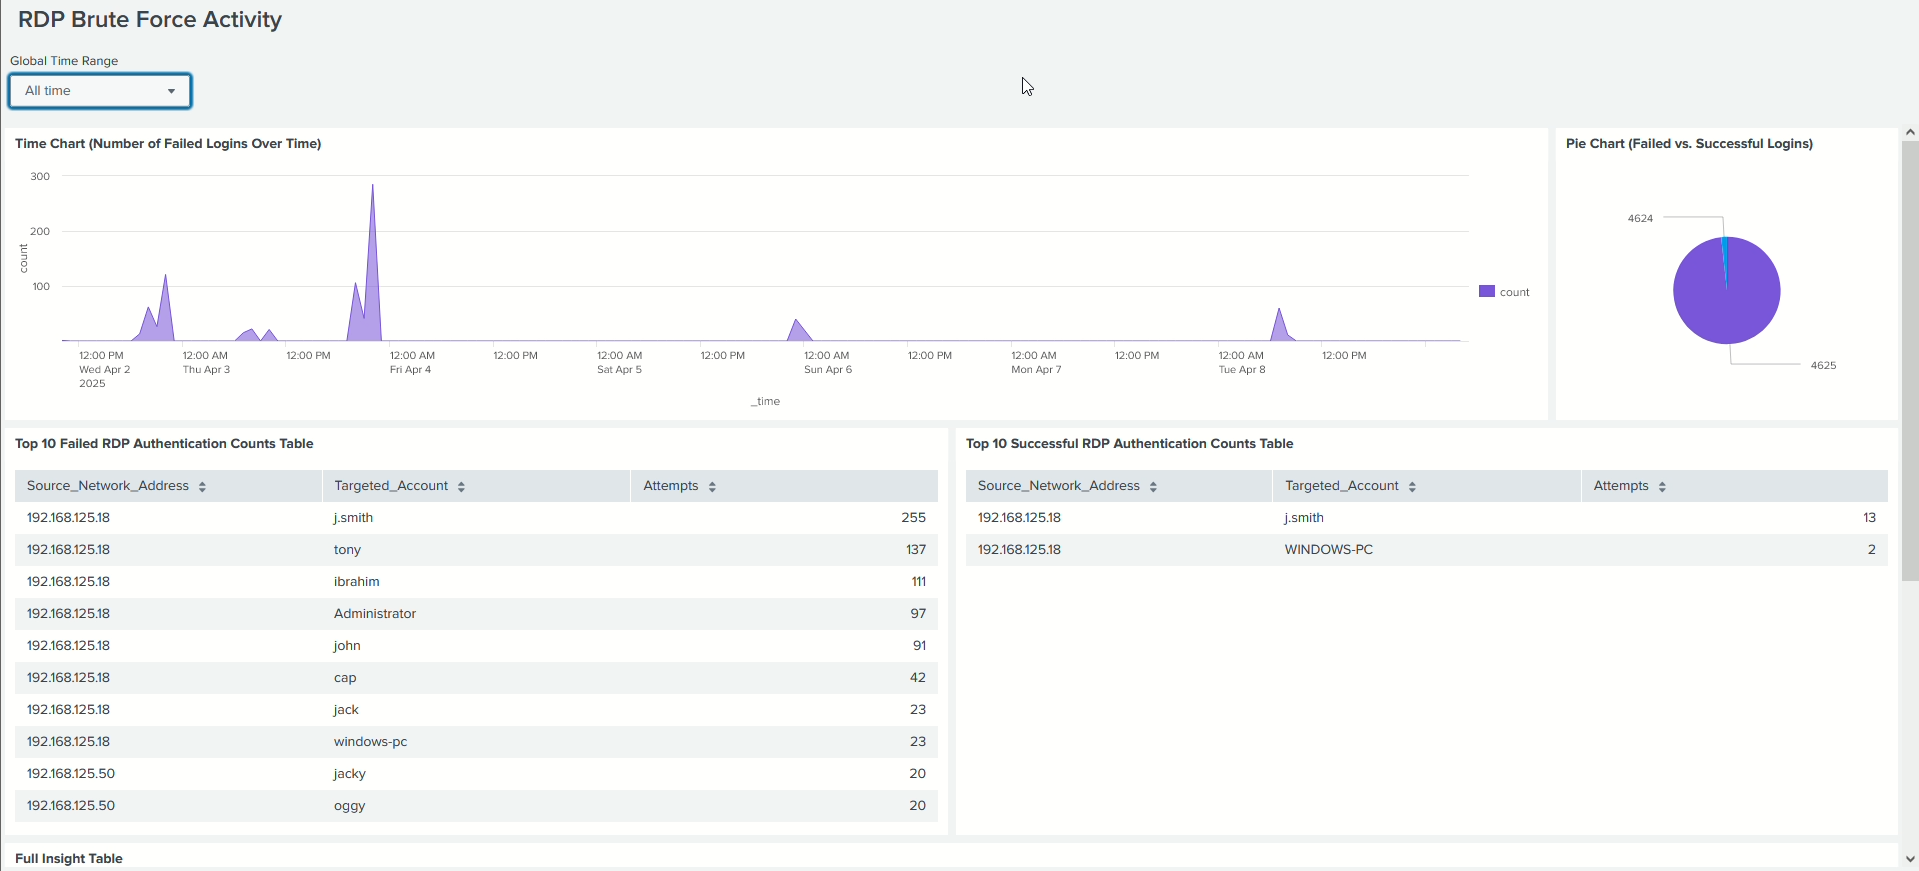 RDP Brute Force Activity
Global Time Range
All time
Time Chart (Number of Failed Logins Over Time)
300
200
100
count
12:00 PM 12:00 AM 12:00 PM 12:00 AM 12:00 PM 12:00 AM 12:00 PM 12:00 AM 12:00 PM 12:00 AM 12:00 PM 12:00 AM 12:00 PM
Wed Apr 2 Thu Apr 3 Fri Apr 4 Sat Apr 5 Sun Apr 6 Mon Apr 7 Tue Apr 8
2025
_time
count
Pie Chart (Failed vs. Successful Logins)
4624
4625
Top 10 Failed RDP Authentication Counts Table
Source_Network_Address Targeted_Account Attempts
192.168.125.18 j.smith 255
192.168.125.18 tony 137
192.168.125.18 ibrahim 111
192.168.125.18 Administrator 97
192.168.125.18 john 91
192.168.125.18 cap 42
192.168.125.18 jack 23
192.168.125.18 windows-pc 23
192.168.125.50 jacky 20
192.168.125.50 oggy 20
Top 10 Successful RDP Authentication Counts Table
Source_Network_Address Targeted_Account Attempts
192.168.125.18 j.smith 13
192.168.125.18 WINDOWS-PC 2
Full Insight Table